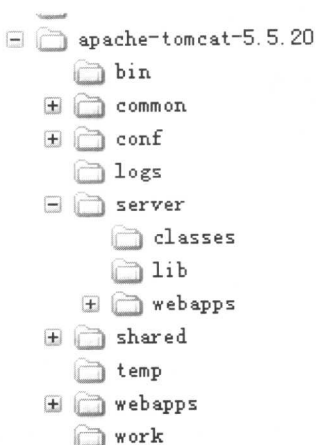 apache-tomcat-5.5.20
bin
common
conf
logs
server
classes
lib
webapps
shared
temp
webapps
work